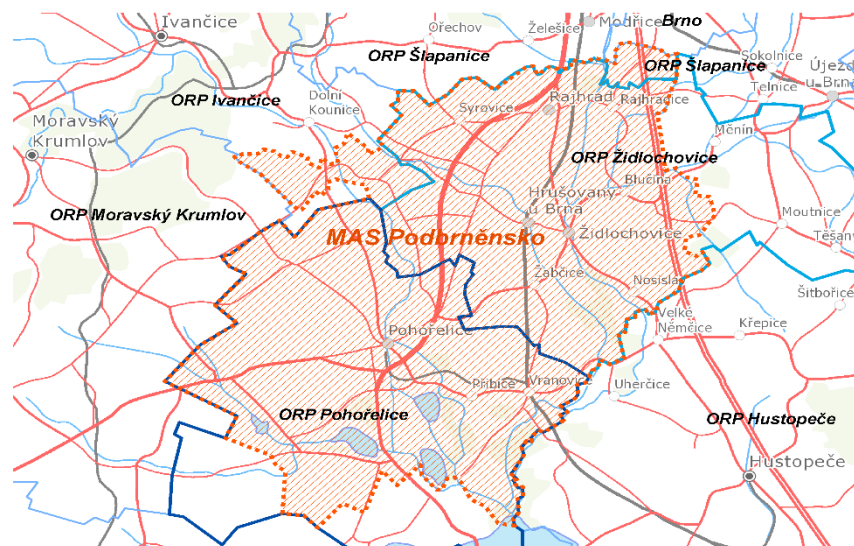 Ivančice
Ořechov
Želešice
Modřice
Brno
ORP Šlapanice
ORP Šlapanice
Sokolnice
Újezd
u Brna
Telnice
ORP Ivančice
Dolní
Kounice
Syrovice
Rajhrad
Rajhradice
Moravský
Krumlov
Měnín
ORP Židlochovice
Blučina
Hrušovany
u Brna
ORP Moravský Krumlov
MAS Podbrněnsko
Židlochovice
Moutnice
Těšany
Žabčice
Nosislav
Šitbořice
Velké
Němčice
Křepice
Pohořelice
Přibice
Vranovice
Uherčice
ORP Pohořelice
ORP Hustopeče
Hustopeče